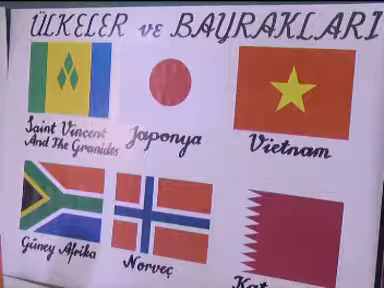 ÜLKELER ve BAYRAKLARI
Saint Vincent
And The Granides
Japonya
Vietnam
Güney Afrika
Norveç